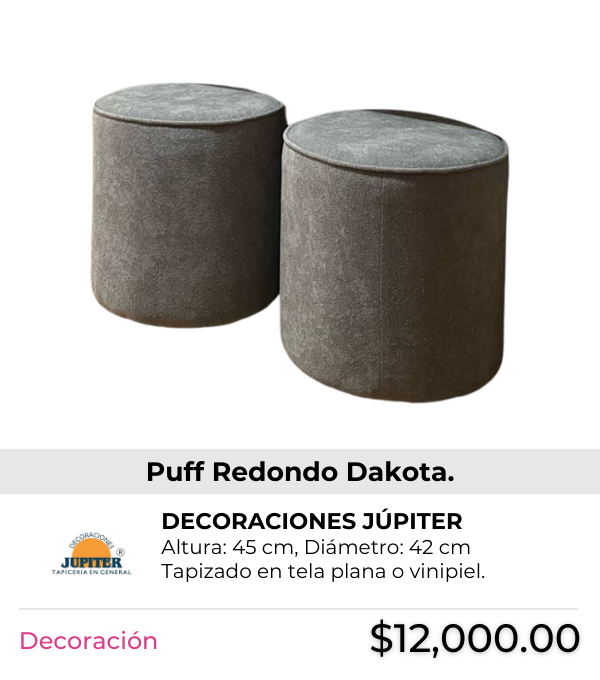 Puff Redondo Dakota.
DECORACIONES JÚPITER
Altura: 45 cm, Diámetro: 42 cm
Tapizado en tela plana o vinipiel.
DECORACIONES
JUPITER®
TAPICERIA EN GENERAL
Decoración
$12,000.00